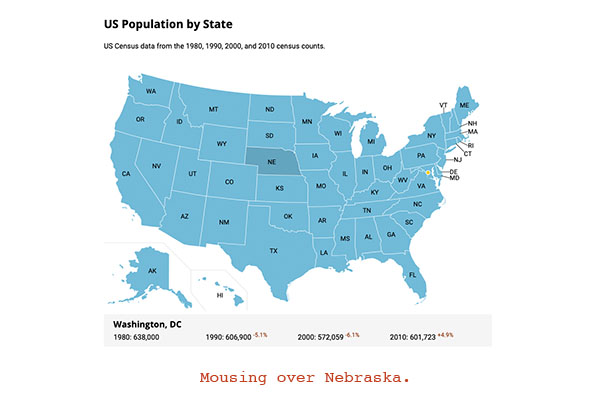 US Population by State
US Census data from the 1980, 1990, 2000, and 2010 census counts.
WA
MT
ND
MN
VT
ME
OR
ID
SD
WI
MI
NY
NH
MA
WY
NE
IA
PA
RI
CT
NJ
NV
UT
CO
KS
MO
IL
IN
OH
WV
VA
DE
MD
CA
KY
AZ
NM
OK
AR
TN
NC
SC
TX
LA
MS
AL
GA
FL
AK
HI
Washington, DC
1980: 638,000 1990: 606,900 -5.1% 2000: 572,059 -6.1% 2010: 601,723 +4.9%
Mousing over Nebraska.